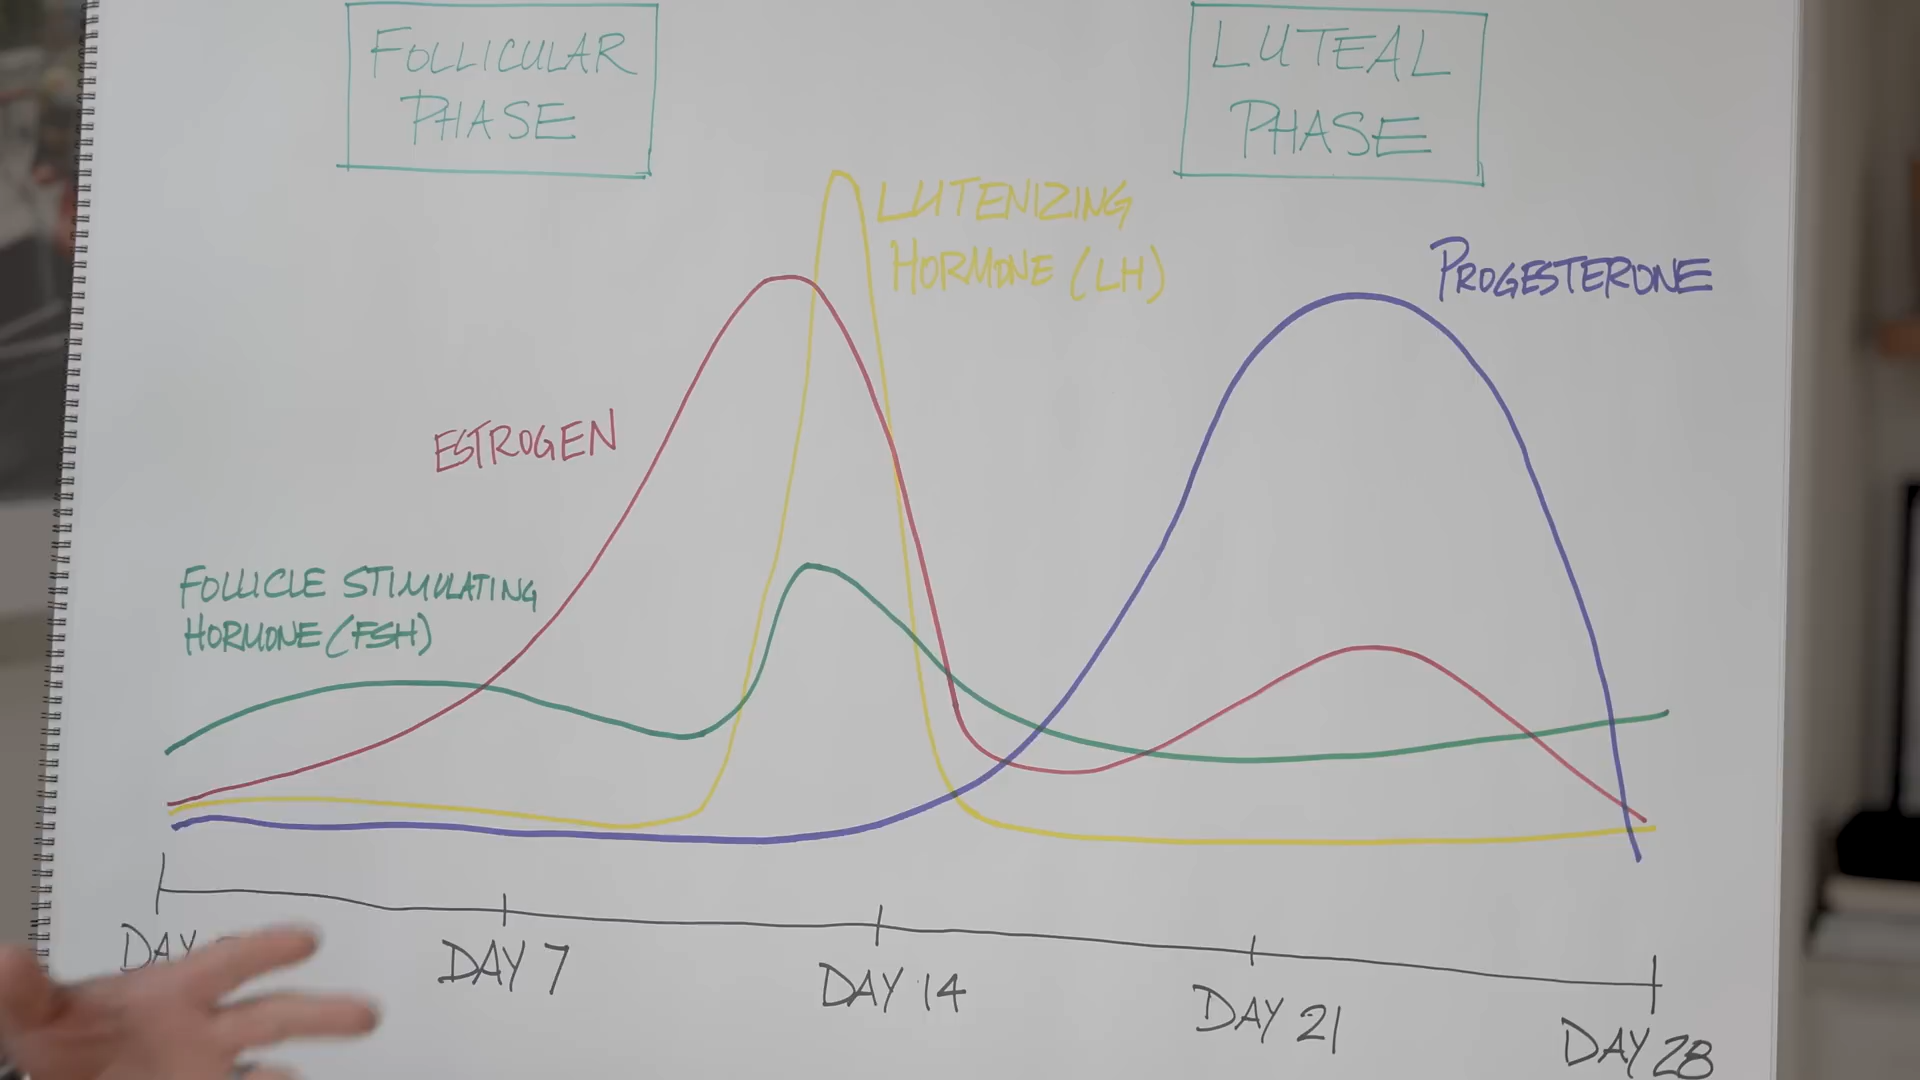 FOLLICULAR
PHASE
LUTEAL
PHASE
LUTENIZING
HORMONE (LH)
PROGESTERONE
ESTROGEN
FOLLICLE STIMULATING
HORMONE (FSH)
DAY
DAY 7
DAY 14
DAY 21
DAY 28